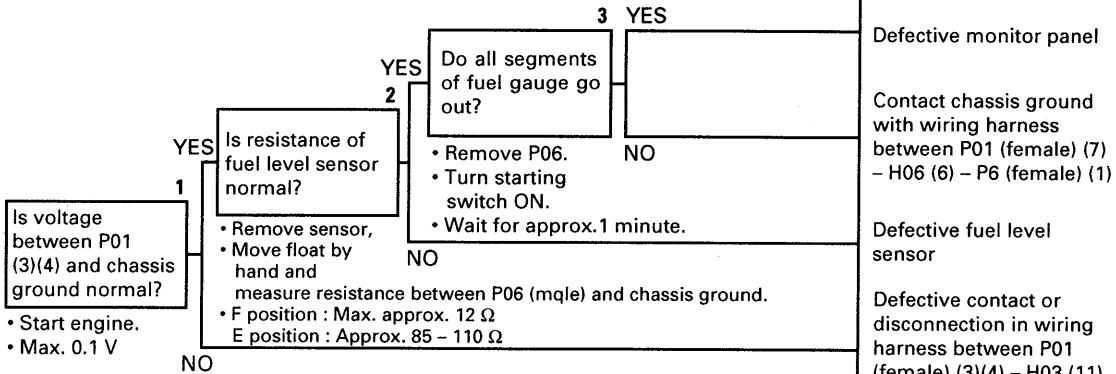 3 YES
Do all segments
of fuel gauge go
out?
Defective monitor panel
YES
2
Is resistance of
fuel level sensor
normal?
• Remove P06.
• Turn starting
switch ON.
• Wait for approx.1 minute.
NO
Contact chassis ground
with wiring harness
between P01 (female) (7)
– H06 (6) – P6 (female) (1)
YES
1
Is voltage
between P01
(3)(4) and chassis
ground normal?
• Remove sensor,
• Move float by
hand and
measure resistance between P06 (mqle) and chassis ground.
• F position : Max. approx. 12 Ω
E position : Approx. 85 – 110 Ω
NO
Defective fuel level
sensor
• Start engine.
• Max. 0.1 V
NO
Defective contact or
disconnection in wiring
harness between P01
(female) (3)(4) – H03 (11)